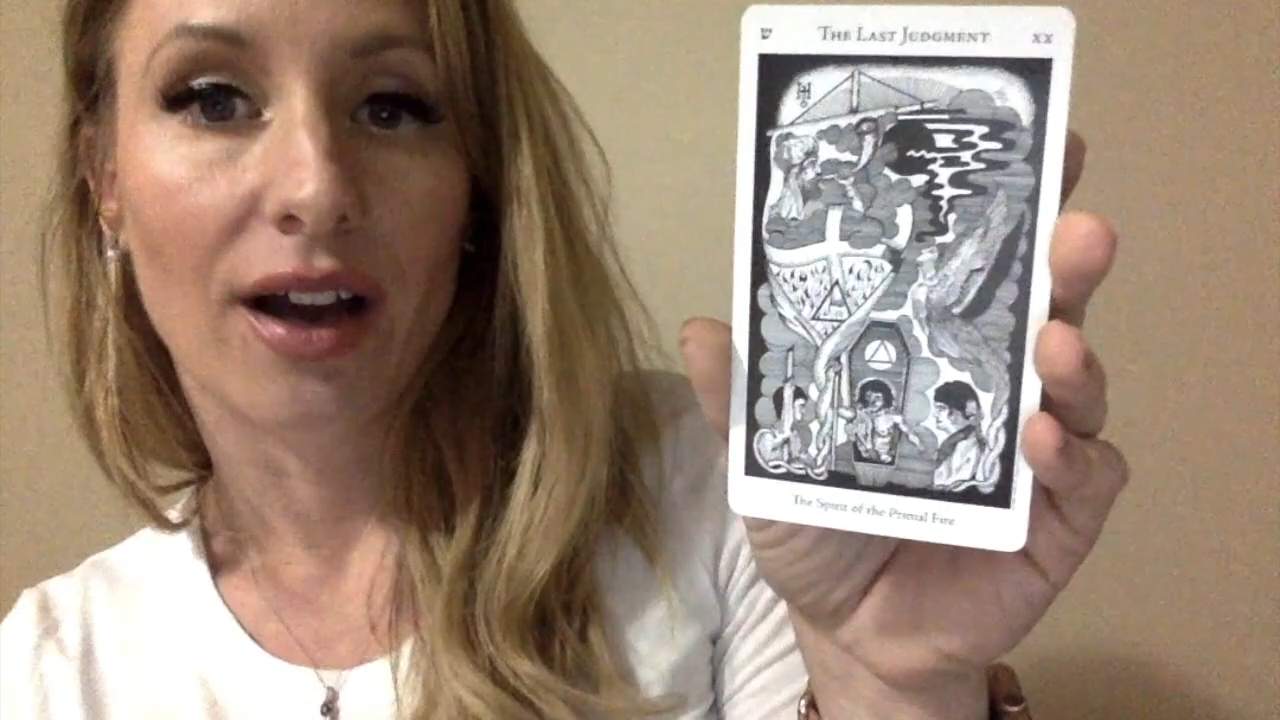 ש THE LAST JUDGMENT XX
The Spirit of the Primal Fire